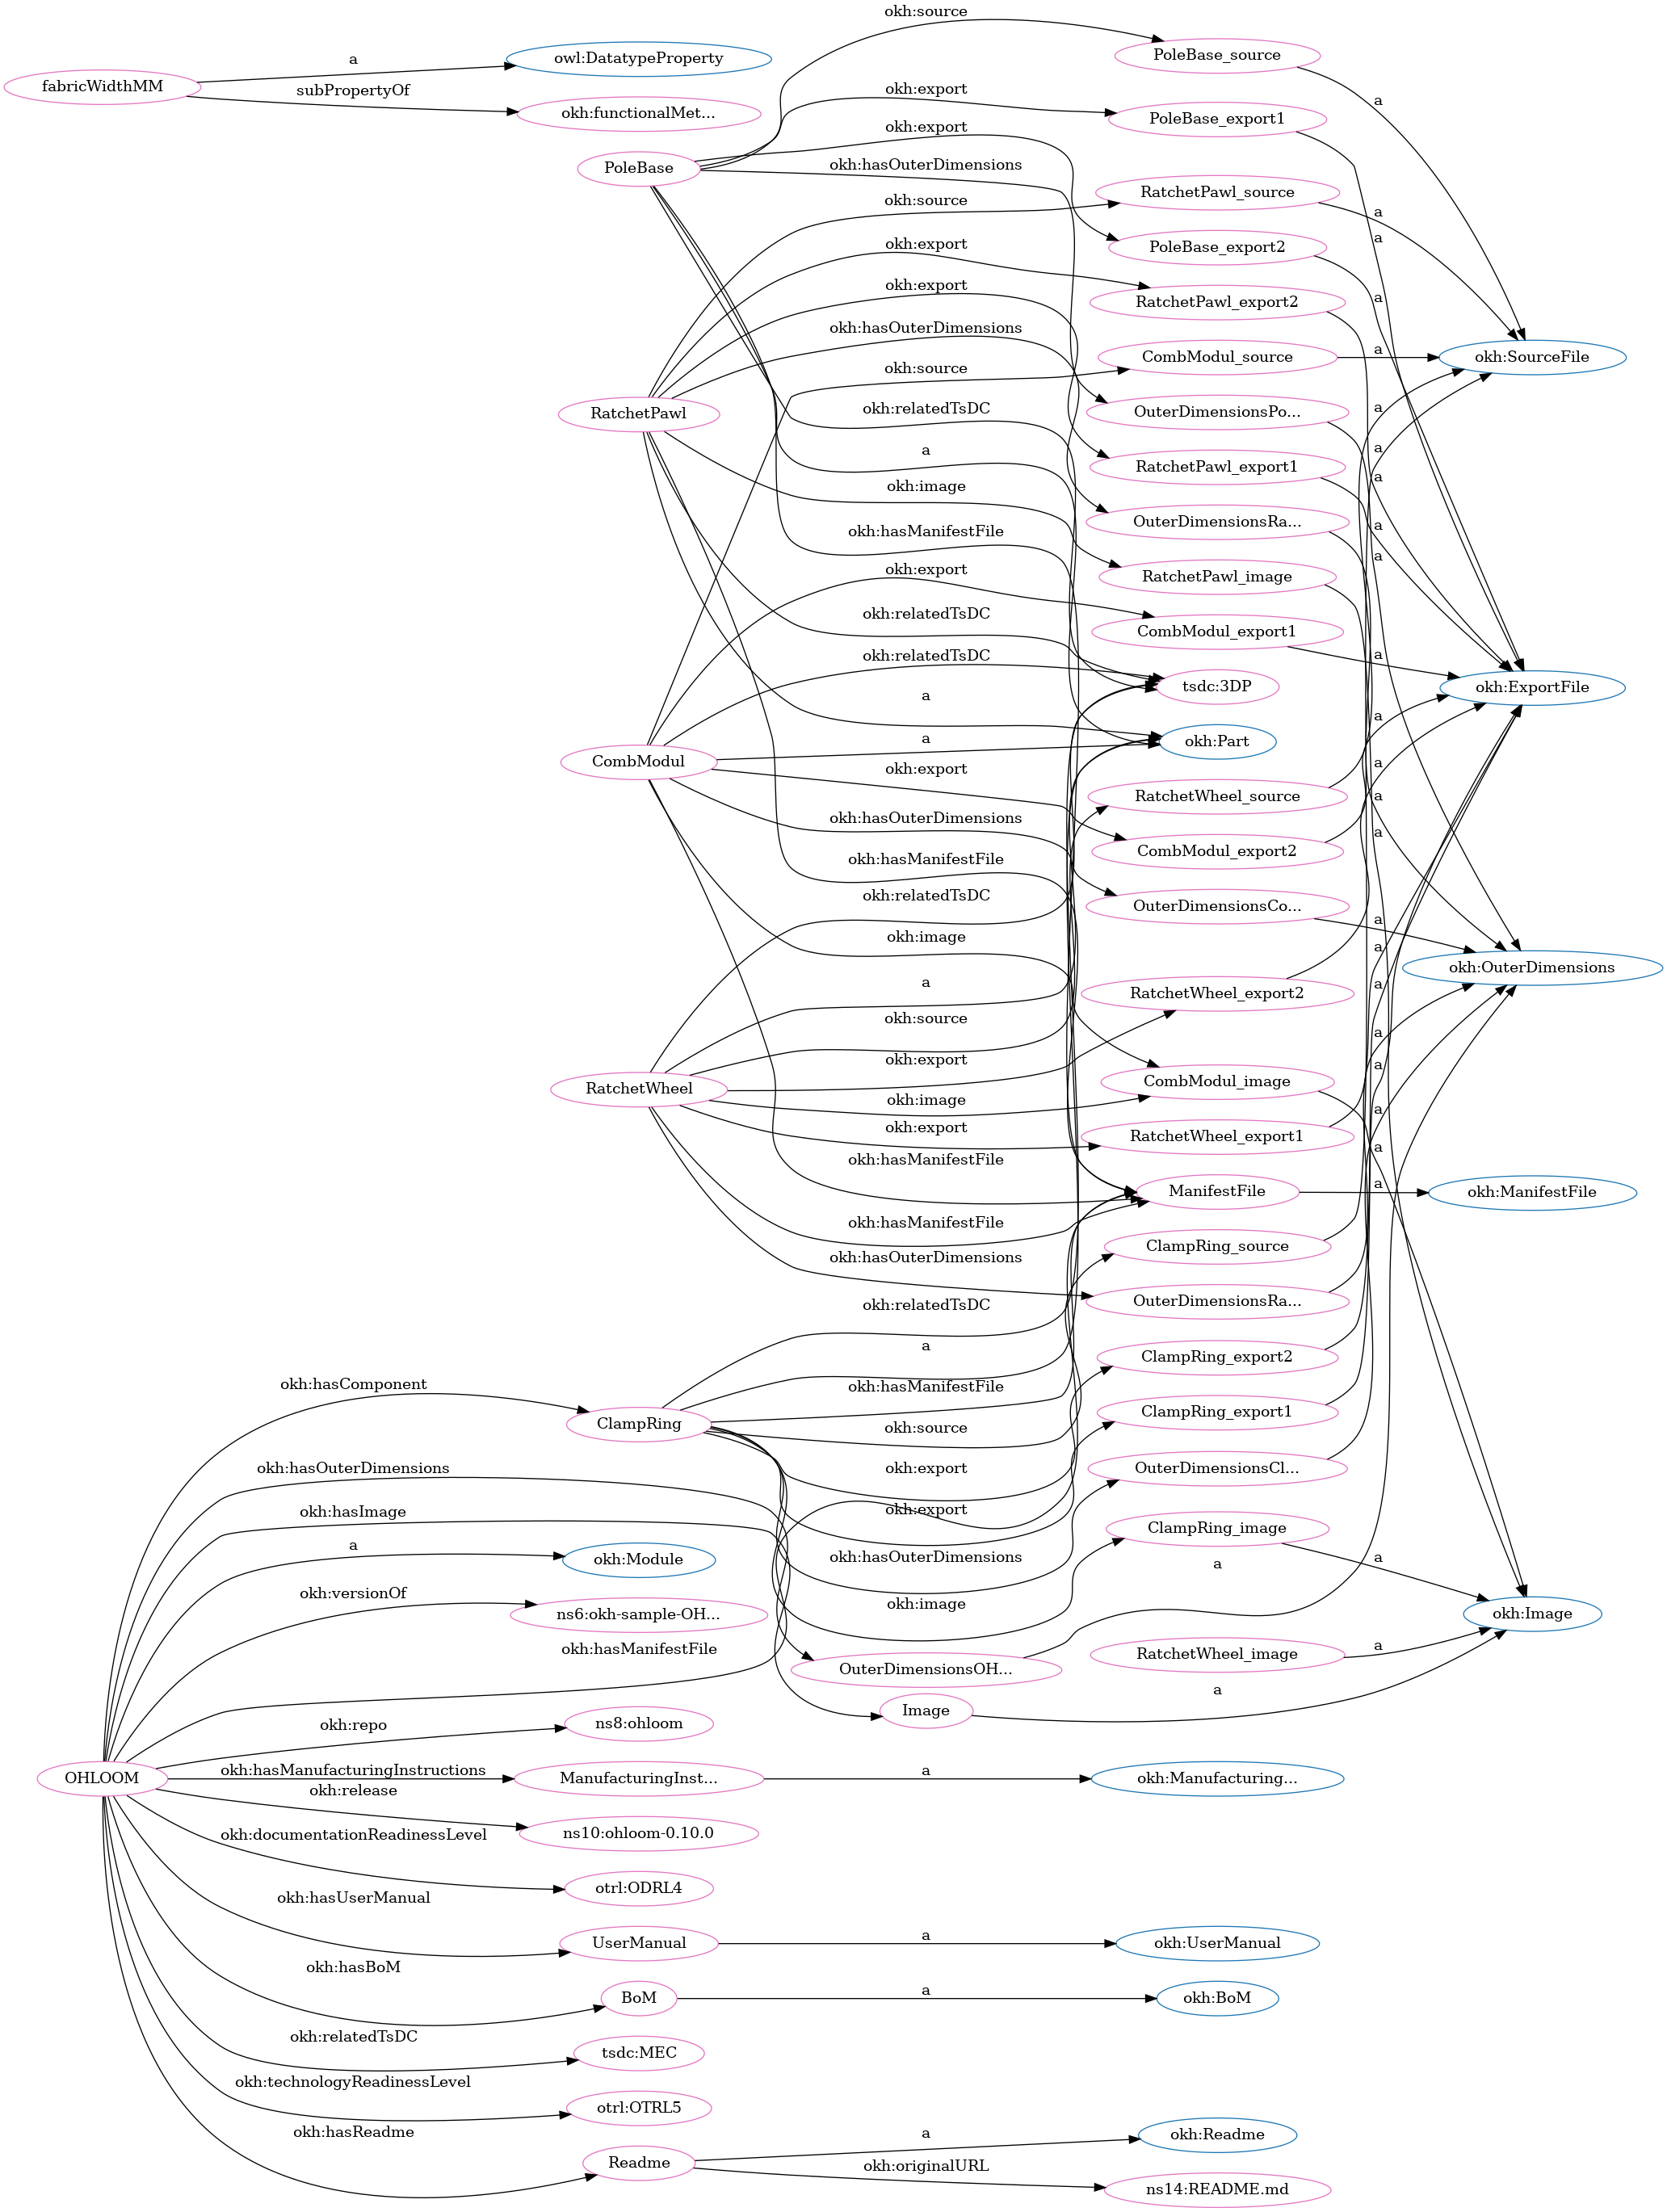 okh:source
PoleBase_source
a
owl:DatatypeProperty
fabricWidthMM
subPropertyOf
okh:functionalMet...
okh:export
PoleBase_export1
a
okh:export
PoleBase
okh:hasOuterDimensions
RatchetPawl_source
okh:source
a
a
okh:export
PoleBase_export2
okh:export
RatchetPawl_export2
a
okh:hasOuterDimensions
CombModul_source
a
okh:SourceFile
okh:source
RatchetPawl
okh:relatedTsDC
OuterDimensionsPo...
a
a
a
RatchetPawl_export1
okh:image
a
okh:hasManifestFile
OuterDimensionsRa...
a
a
okh:export
RatchetPawl_image
okh:relatedTsDC
CombModul_export1
okh:relatedTsDC
a
tsdc:3DP
okh:ExportFile
a
a
a
okh:Part
CombModul
okh:export
a
RatchetWheel_source
a
okh:hasOuterDimensions
a
CombModul_export2
okh:hasManifestFile
okh:relatedTsDC
OuterDimensionsCo...
a
okh:image
a
okh:OuterDimensions
a
RatchetWheel_export2
a
okh:source
a
okh:export
a
RatchetWheel
okh:image
CombModul_image
a
okh:export
RatchetWheel_export1
a
okh:hasManifestFile
ManifestFile
a
okh:ManifestFile
okh:hasManifestFile
ClampRing_source
okh:hasOuterDimensions
OuterDimensionsRa...
okh:relatedTsDC
a
ClampRing_export2
okh:hasComponent
okh:hasManifestFile
ClampRing
okh:source
ClampRing_export1
okh:hasOuterDimensions
okh:export
OuterDimensionsCl...
okh:hasImage
okh:export
ClampRing_image
a
okh:Module
okh:hasOuterDimensions
a
a
okh:versionOf
okh:image
ns6:okh-sample-OH...
okh:Image
okh:hasManifestFile
RatchetWheel_image
a
OuterDimensionsOH...
a
Image
okh:repo
ns8:ohloom
OHLOOM
okh:hasManufacturingInstructions
ManufacturingInst...
a
okh:Manufacturing...
okh:release
ns10:ohloom-0.10.0
okh:documentationReadinessLevel
otrl:ODRL4
okh:hasUserManual
UserManual
a
okh:UserManual
okh:hasBoM
BoM
a
okh:BoM
okh:relatedTsDC
tsdc:MEC
okh:technologyReadinessLevel
otrl:OTRL5
okh:hasReadme
Readme
a
okh:Readme
okh:originalURL
ns14:README.md